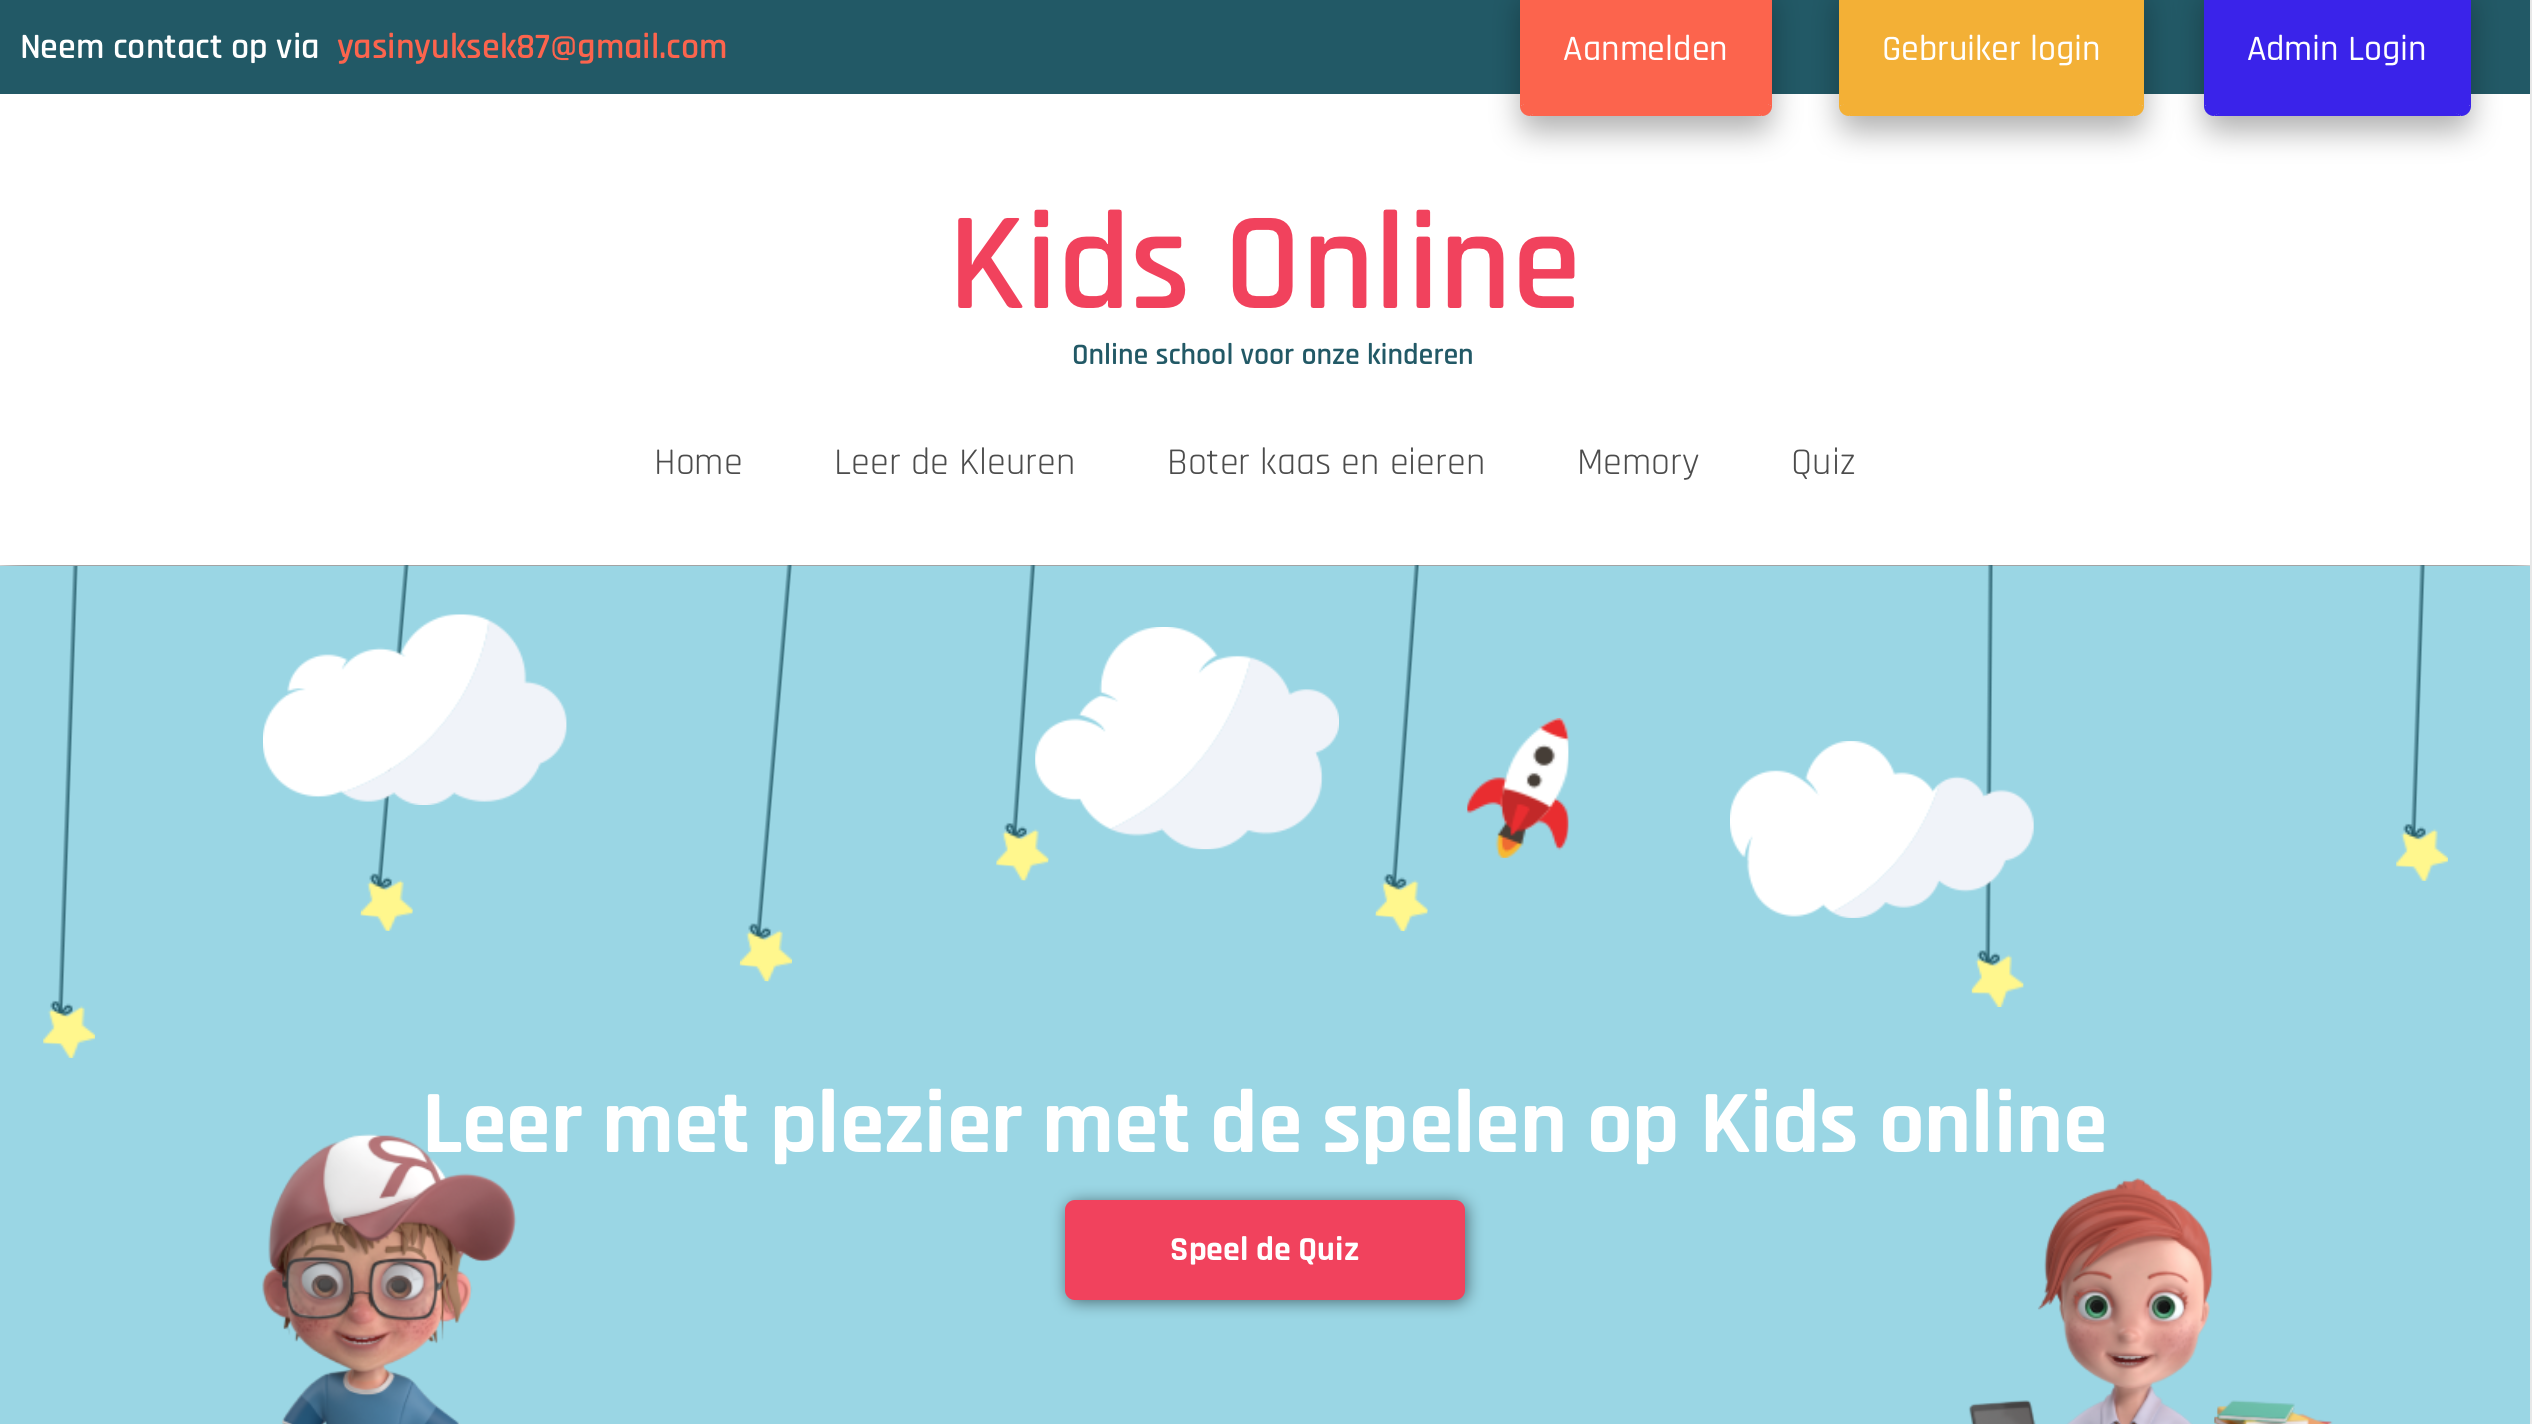 Neem contact op via yasinyuksek87@gmail.com
Aanmelden
Gebruiker login
Admin Login
Kids Online
Online school voor onze kinderen
Home
Leer de Kleuren
Boter kaas en eieren
Memory
Quiz
Leer met plezier met de spelen op Kids online
Speel de Quiz